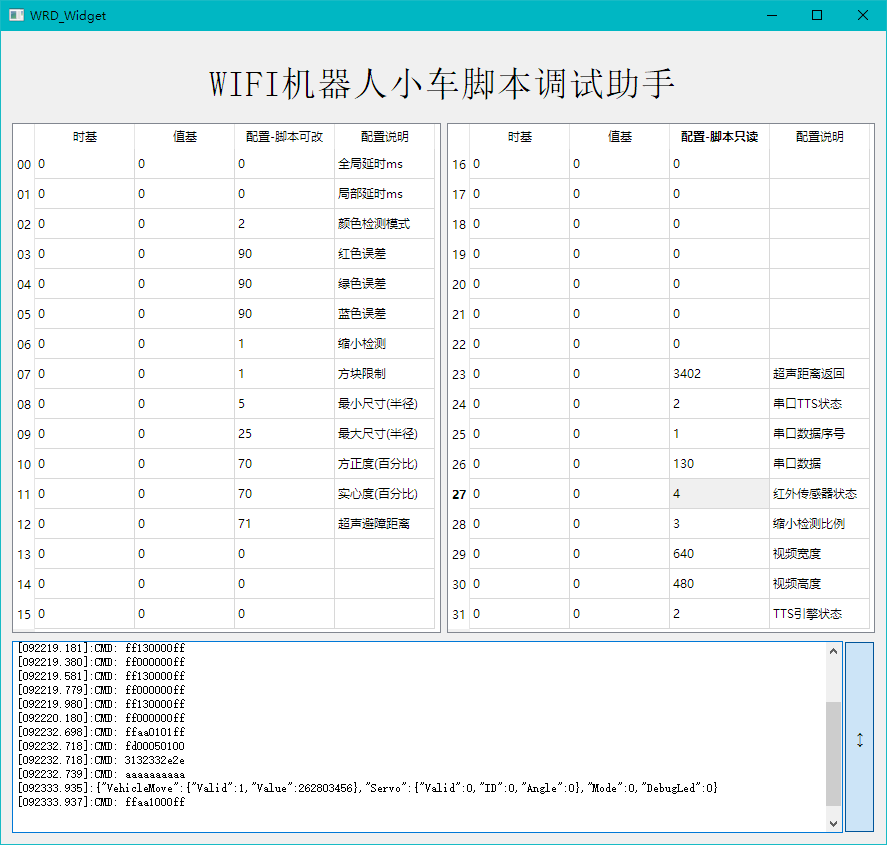 WRD_Widget
WIFI机器人小车脚本调试助手
时基 值基 配置-脚本可改 配置说明
00 0 0 0 全局延时ms
01 0 0 0 局部延时ms
02 0 0 2 颜色检测模式
03 0 0 90 红色误差
04 0 0 90 绿色误差
05 0 0 90 蓝色误差
06 0 0 1 缩小检测
07 0 0 1 方块限制
08 0 0 5 最小尺寸(半径)
09 0 0 25 最大尺寸(半径)
10 0 0 70 方正度(百分比)
11 0 0 70 实心度(百分比)
12 0 0 71 超声避障距离
13 0 0 0
14 0 0 0
15 0 0 0
时基 值基 配置-脚本只读 配置说明
16 0 0 0
17 0 0 0
18 0 0 0
19 0 0 0
20 0 0 0
21 0 0 0
22 0 0 0
23 0 0 3402 超声距离返回
24 0 0 2 串口TTS状态
25 0 0 1 串口数据序号
26 0 0 130 串口数据
27 0 0 4 红外传感器状态
28 0 0 3 缩小检测比例
29 0 0 640 视频宽度
30 0 0 480 视频高度
31 0 0 2 TTS引擎状态
[092219.181]:CMD: ff130000ff
[092219.380]:CMD: ff000000ff
[092219.581]:CMD: ff130000ff
[092219.779]:CMD: ff000000ff
[092219.980]:CMD: ff130000ff
[092220.180]:CMD: ff000000ff
[092232.698]:CMD: ffaa0101ff
[092232.718]:CMD: fd00050100
[092232.718]:CMD: 3132332e2e
[092232.739]:CMD: aaaaaaaaaa
[092333.935]:{"VehicleMove":{"Valid":1,"Value":262803456},"Servo":{"Valid":0,"ID":0,"Angle":0},"Mode":0,"DebugLed":0}
[092333.937]:CMD: ffaa1000ff